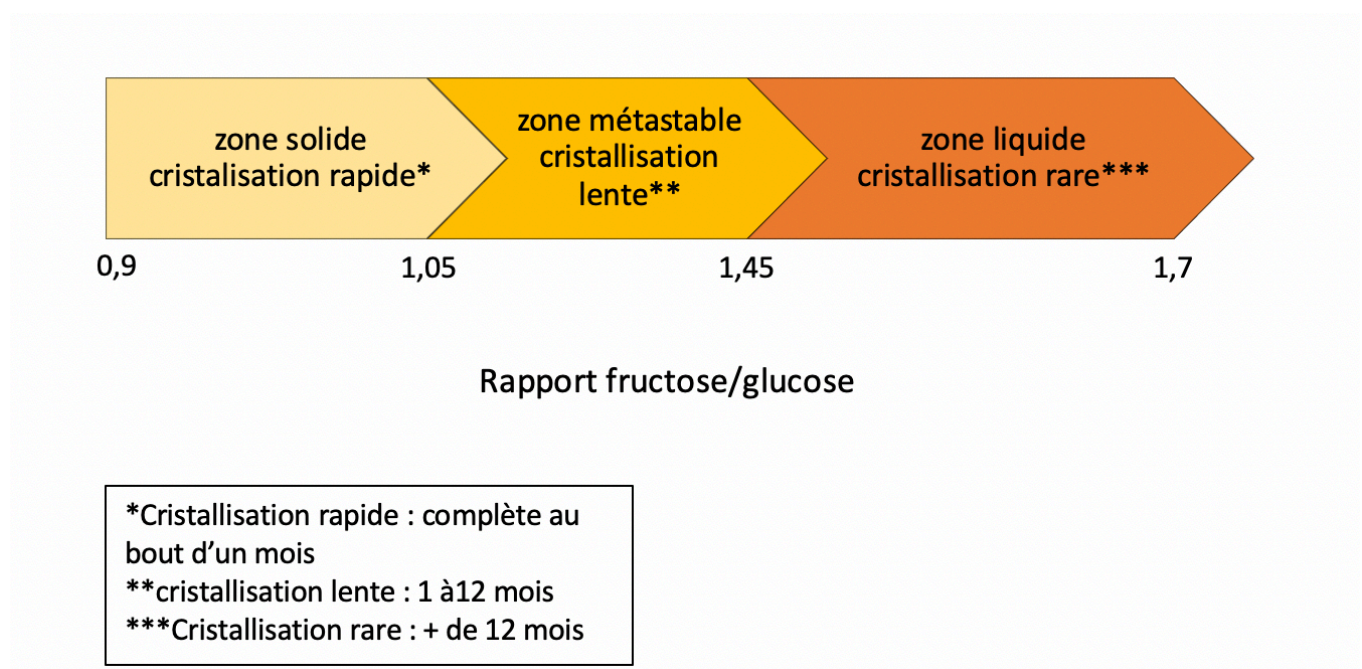 zone solide
cristalisation rapide*
zone métastable
cristallisation
lente**
zone liquide
cristallisation rare***
0,9
1,05
1,45
1,7
Rapport fructose/glucose
*Cristallisation rapide : complète au
bout d'un mois
**cristallisation lente : 1 à12 mois
***Cristallisation rare : + de 12 mois